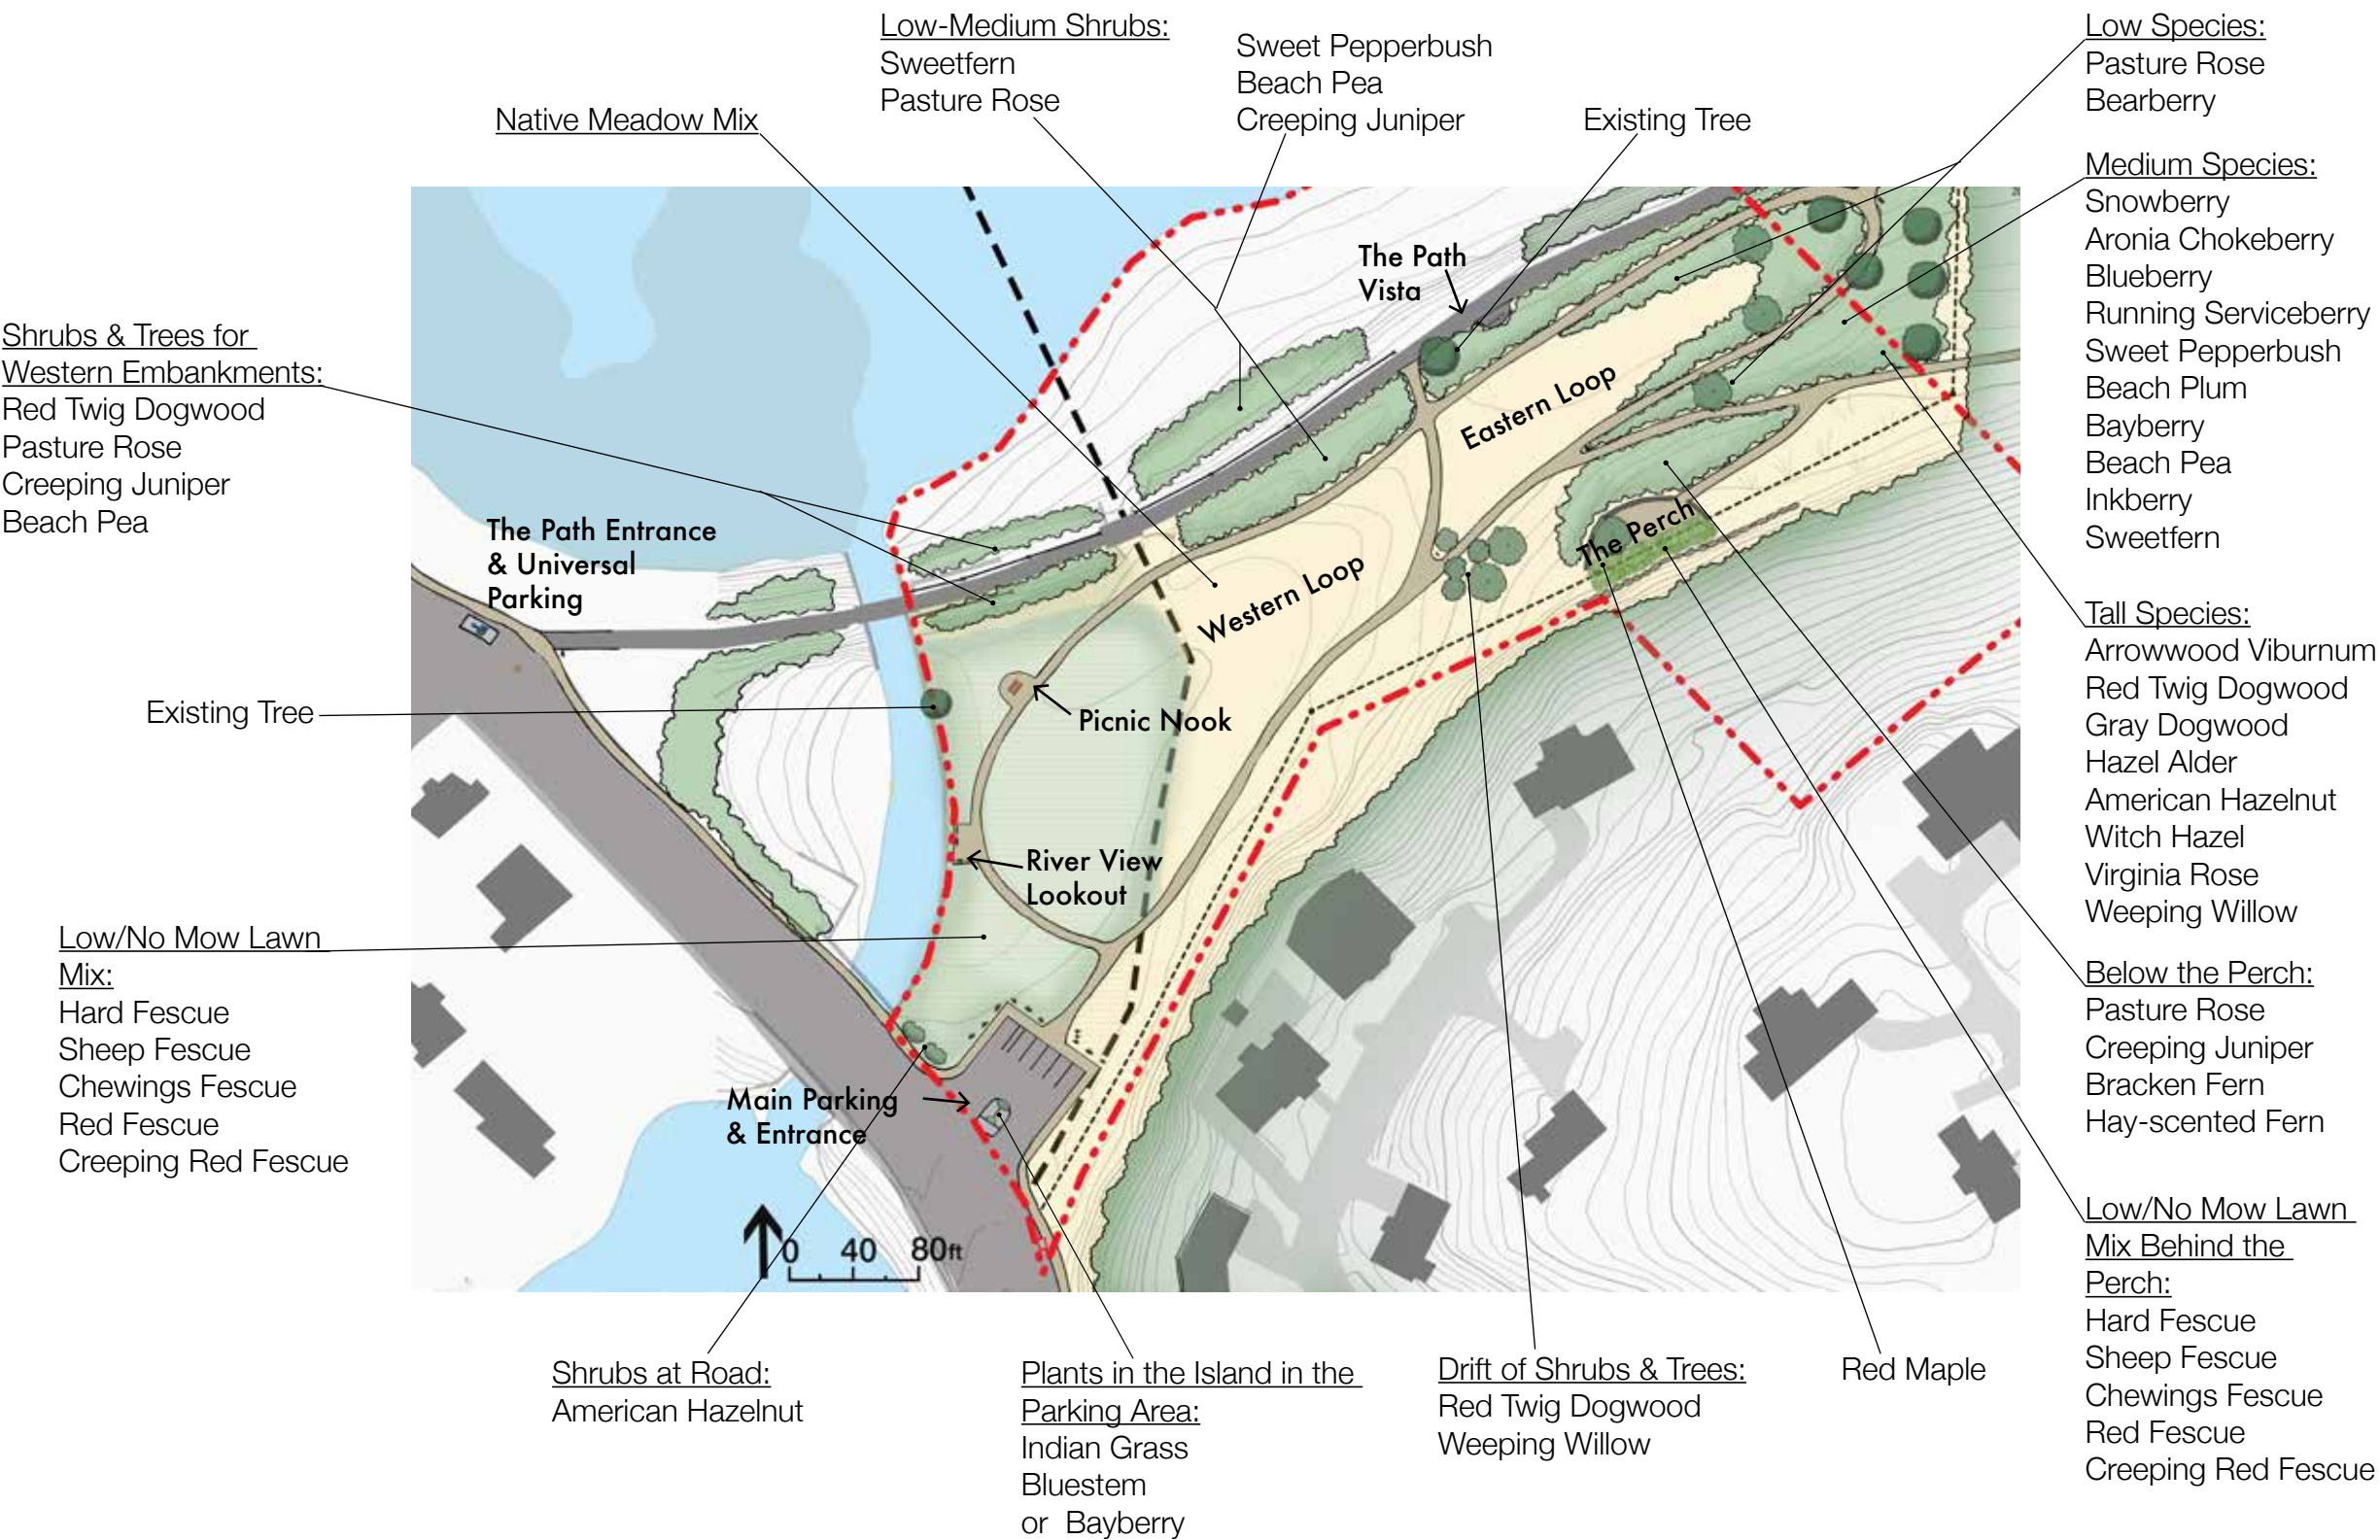 Low-Medium Shrubs:
Sweetfern
Pasture Rose
Sweet Pepperbush
Beach Pea
Creeping Juniper
Existing Tree
Native Meadow Mix
Low Species:
Pasture Rose
Bearberry
Medium Species:
Snowberry
Aronia Chokeberry
Blueberry
Running Serviceberry
Sweet Pepperbush
Beach Plum
Bayberry
Beach Pea
Inkberry
Sweetfern
Shrubs & Trees for
Western Embankments:
Red Twig Dogwood
Pasture Rose
Creeping Juniper
Beach Pea
The Path
Vista
Eastern Loop
The Path Entrance
& Universal
Parking
The Perch
Western Loop
Tall Species:
Arrowwood Viburnum
Red Twig Dogwood
Gray Dogwood
Hazel Alder
American Hazelnut
Witch Hazel
Virginia Rose
Weeping Willow
Existing Tree
Picnic Nook
River View
Lookout
Low/No Mow Lawn
Mix:
Hard Fescue
Sheep Fescue
Chewings Fescue
Red Fescue
Creeping Red Fescue
Below the Perch:
Pasture Rose
Creeping Juniper
Bracken Fern
Hay-scented Fern
Main Parking
& Entrance
0 40 80ft
Low/No Mow Lawn
Mix Behind the
Perch:
Hard Fescue
Sheep Fescue
Chewings Fescue
Red Fescue
Creeping Red Fescue
Shrubs at Road:
American Hazelnut
Plants in the Island in the
Parking Area:
Indian Grass
Bluestem
or Bayberry
Drift of Shrubs & Trees:
Red Twig Dogwood
Weeping Willow
Red Maple